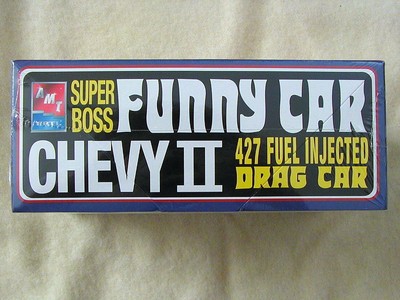 AMT
SUPER BOSS FUNNY CAR
CHEVY II
427 FUEL INJECTED
DRAG CAR